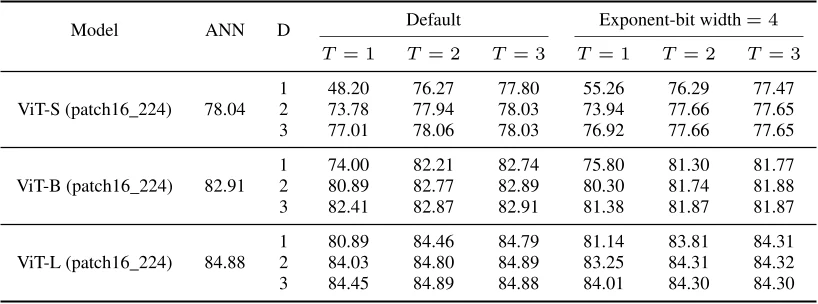 Model ANN D Default Exponent-bit width = 4
T = 1 T = 2 T = 3 T = 1 T = 2 T = 3
1 48.20 76.27 77.80 55.26 76.29 77.47
ViT-S (patch16_224) 78.04 2 73.78 77.94 78.03 73.94 77.66 77.65
3 77.01 78.06 78.03 76.92 77.66 77.65
1 74.00 82.21 82.74 75.80 81.30 81.77
ViT-B (patch16_224) 82.91 2 80.89 82.77 82.89 80.30 81.74 81.88
3 82.41 82.87 82.91 81.38 81.87 81.87
1 80.89 84.46 84.79 81.14 83.81 84.31
ViT-L (patch16_224) 84.88 2 84.03 84.80 84.89 83.25 84.31 84.32
3 84.45 84.89 84.88 84.01 84.30 84.30